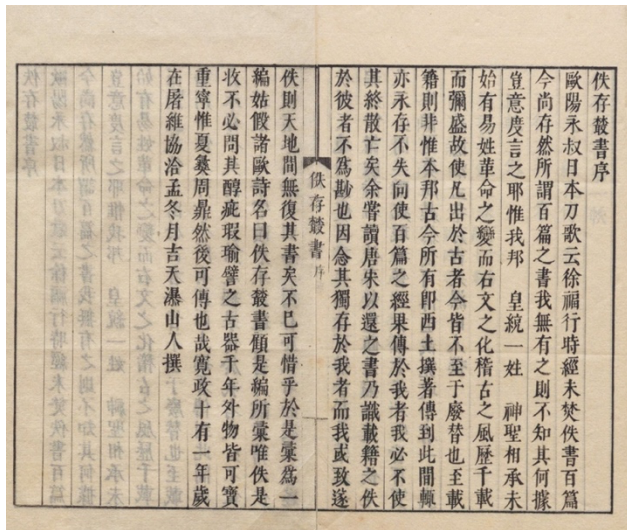 佚存叢書序
歐陽永叔日本刀歌云徐福行時經未焚佚書百篇
今尚存然所謂百篇之書我無有之則不知其何據
豈意度言之耶惟我邦　皇統一姓　神聖相承未
始有易姓革命之變而右文之化稽古之風歷千載
而彌盛故使凡出於古者今皆不至于廢替也至載
籍則非惟本邦古今所有即西土撰著傳到此間輒
亦永存不失向使百篇之經果傳於我者我必不使
其終散亡矣余嘗讀唐宋以還之書乃識載籍之佚
於彼者不爲尠也因念其獨存於我者而我或致遂
佚存叢書 序
佚則天地間無復其書矣不已可惜乎於是彙爲一
編姑假諸歐詩名曰佚存叢書傾是編所彙唯佚是
收不必問其醇疵瑕瑜譬之古器千年外物皆可寶
重寧惟夏彝周鼎然後可傳也哉寬政十有一年歲
在屠維協洽孟冬月吉天瀑山人撰